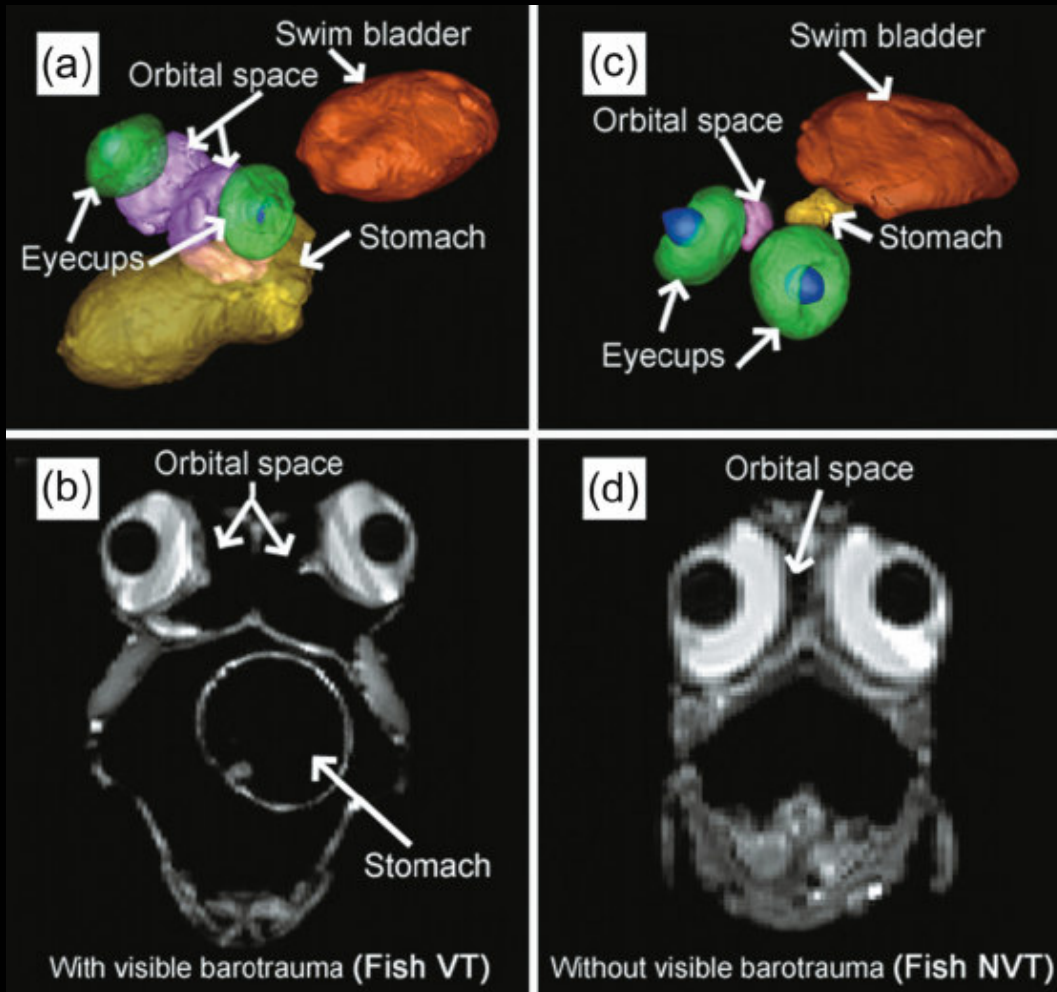 (a)
Swim bladder
Orbital space
Eyecups
Stomach
(c)
Swim bladder
Orbital space
Stomach
Eyecups
(b)
Orbital space
Stomach
With visible barotrauma (Fish VT)
(d)
Orbital space
Without visible barotrauma (Fish NVT)